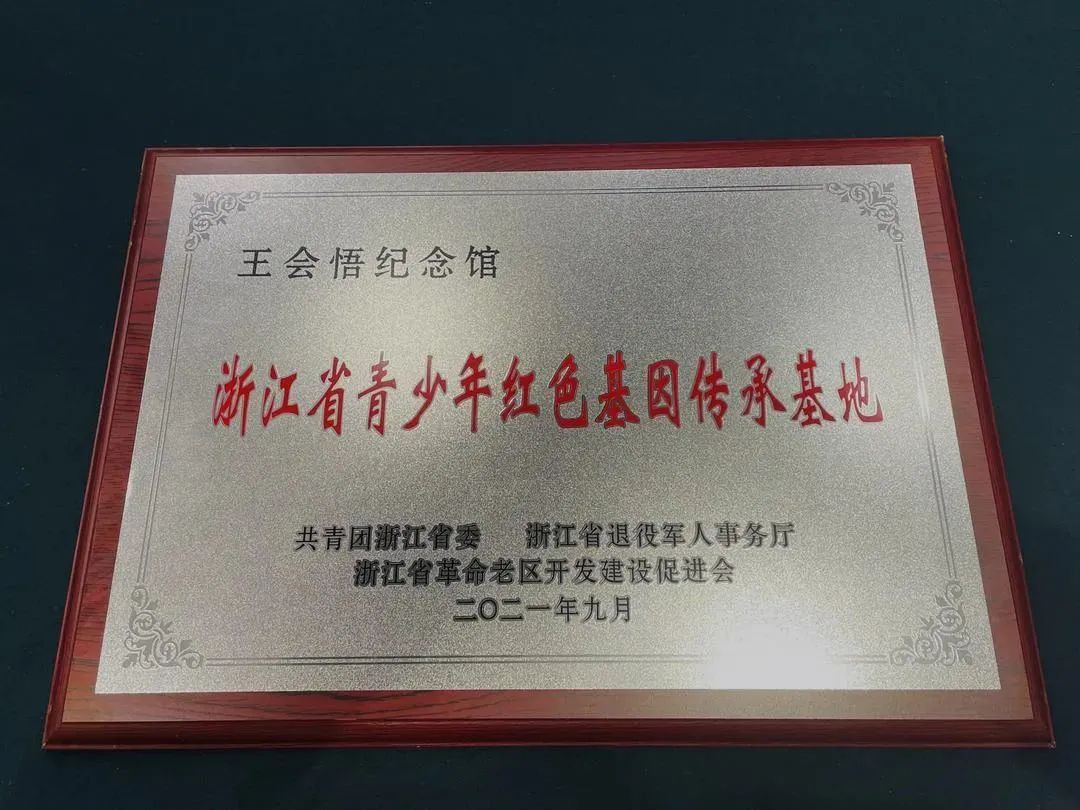 王会悟纪念馆
浙江省青少年红色基因传承基地
共青团浙江省委 浙江省退役军人事务厅
浙江省革命老区开发建设促进会
二〇二一年九月